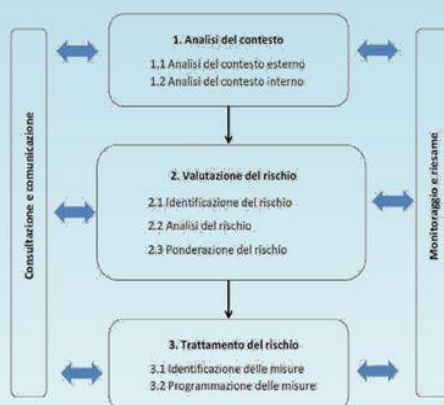 Consultazione e comunicazione
1. Analisi del contesto
1.1 Analisi del contesto esterno
1.2 Analisi del contesto interno
2. Valutazione del rischio
2.1 Identificazione del rischio
2.2 Analisi del rischio
2.3 Ponderazione del rischio
3. Trattamento del rischio
3.1 Identificazione delle misure
3.2 Programmazione delle misure
Monitoraggio e riesame